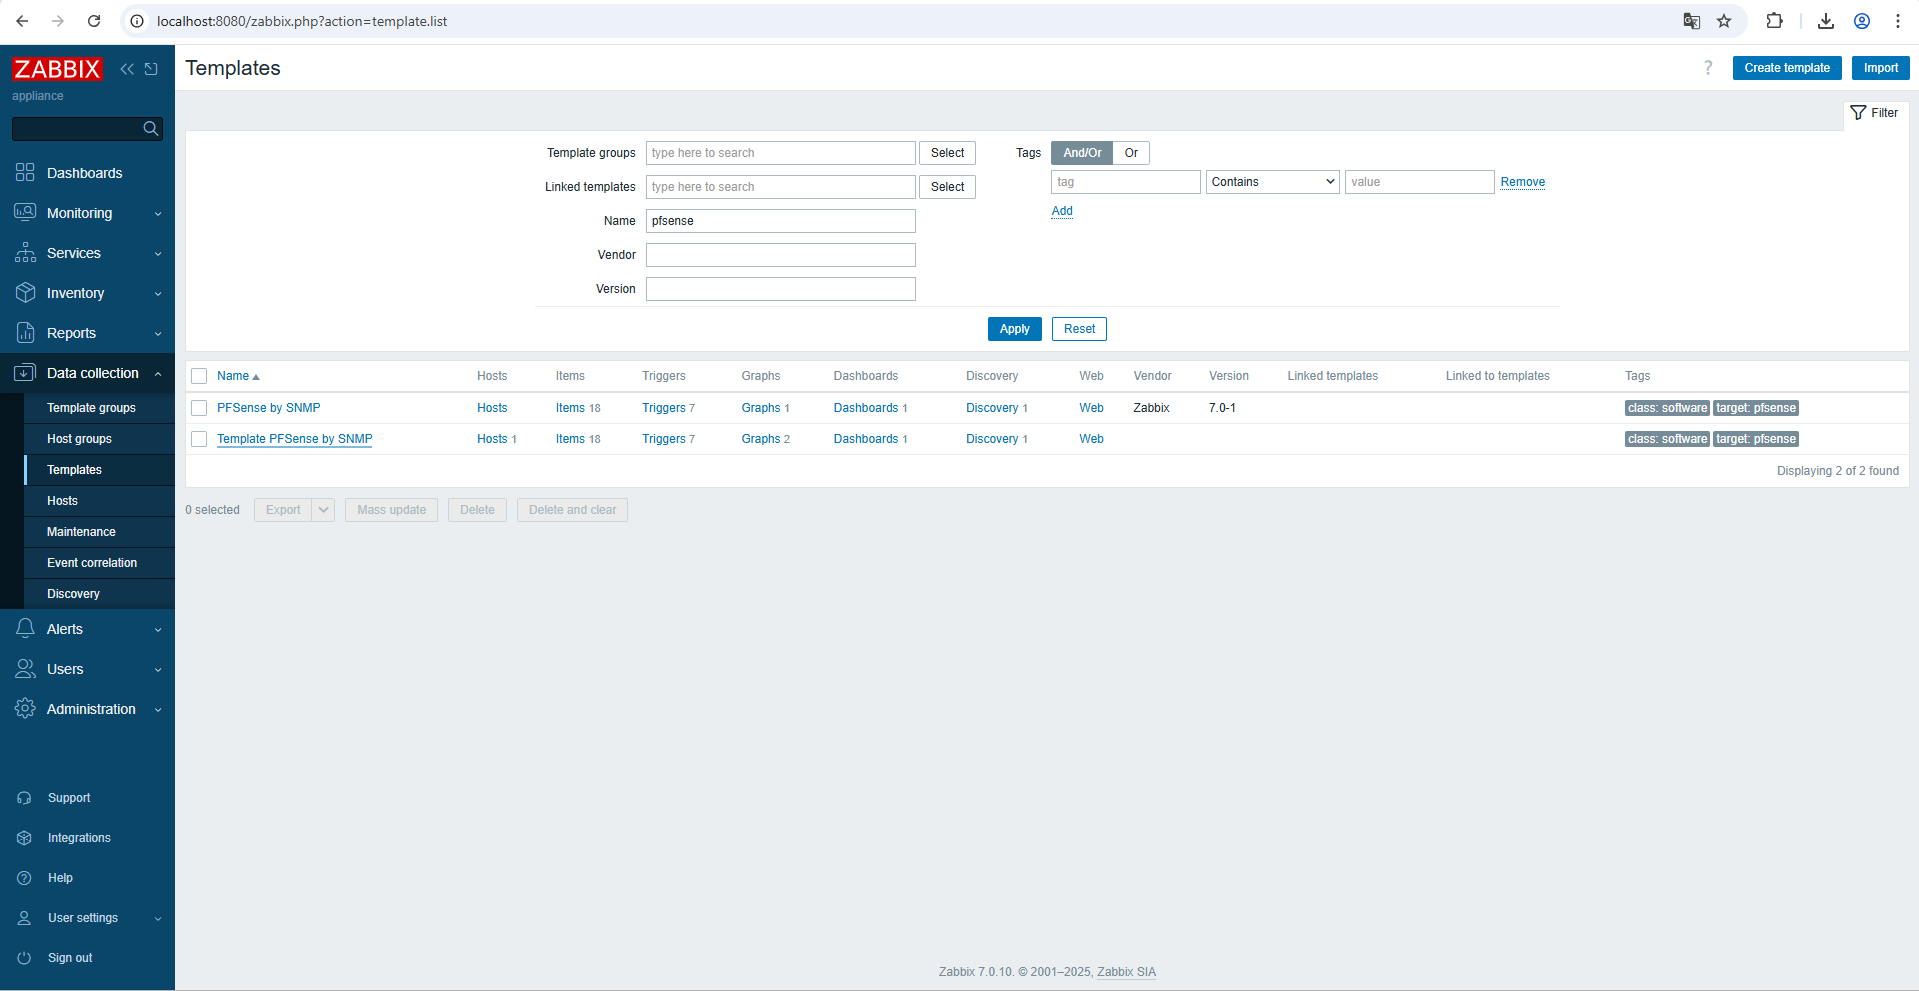 localhost:8080/zabbix.php?action=template.list
ZABBIX
appliance
Dashboards
Monitoring
Services
Inventory
Reports
Data collection
Template groups
Host groups
Templates
Hosts
Maintenance
Event correlation
Discovery
Alerts
Users
Administration
Support
Integrations
Help
User settings
Sign out
Templates
? Create template Import
Filter
Template groups type here to search Select
Linked templates type here to search Select
Name pfsense
Vendor
Version
Tags And/Or Or
tag Contains value Remove
Add
Apply Reset
Name Hosts Items Triggers Graphs Dashboards Discovery Web Vendor Version Linked templates Linked to templates Tags
PFSense by SNMP Hosts Items 18 Triggers 7 Graphs 1 Dashboards 1 Discovery 1 Web Zabbix 7.0-1 class: software target: pfsense
Template PFSense by SNMP Hosts 1 Items 18 Triggers 7 Graphs 2 Dashboards 1 Discovery 1 Web class: software target: pfsense
Displaying 2 of 2 found
0 selected Export Mass update Delete Delete and clear
Zabbix 7.0.10. © 2001–2025, Zabbix SIA